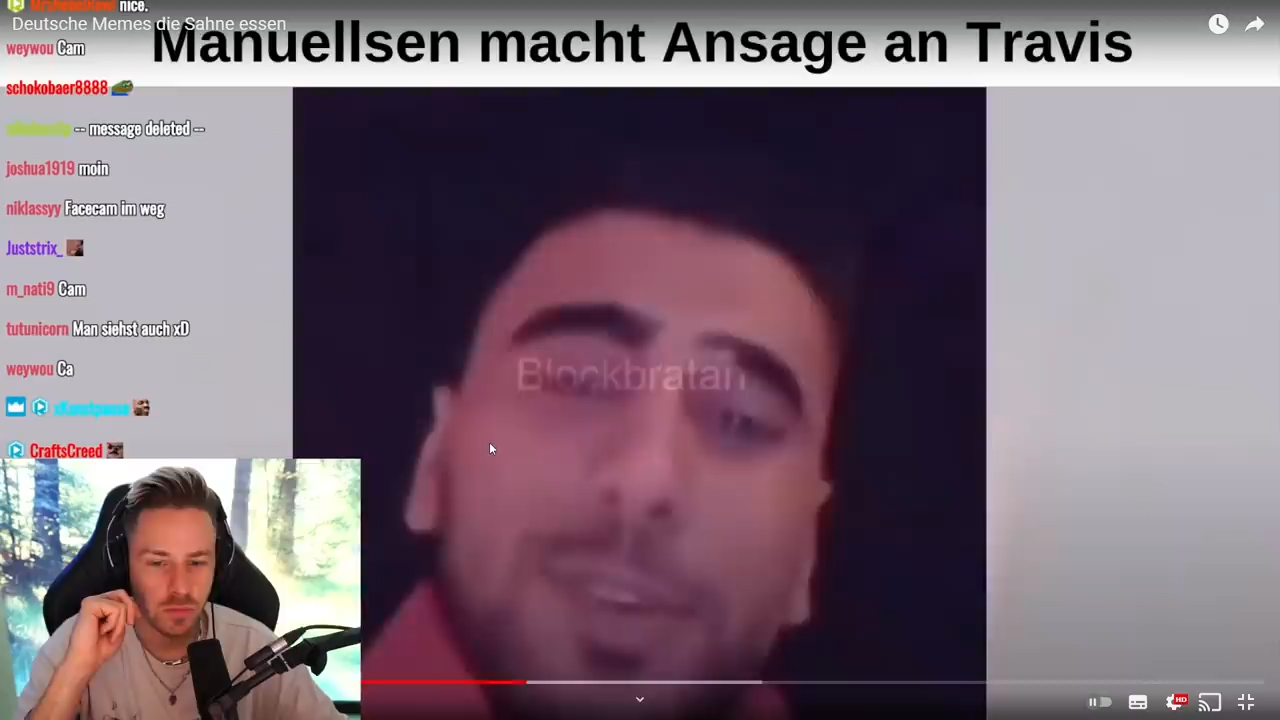 nice.
Deutsche Memes die Sahne essen
Manuellsen macht Ansage an Travis
weywou Cam
schokobaer8888
-- message deleted --
joshua1919 moin
niklassyy Facecam im weg
Juststrix_
m_nati9 Cam
tutunicorn Man siehst auch xD
weywou Ca
CraftsCreed
Blockbratan
HD